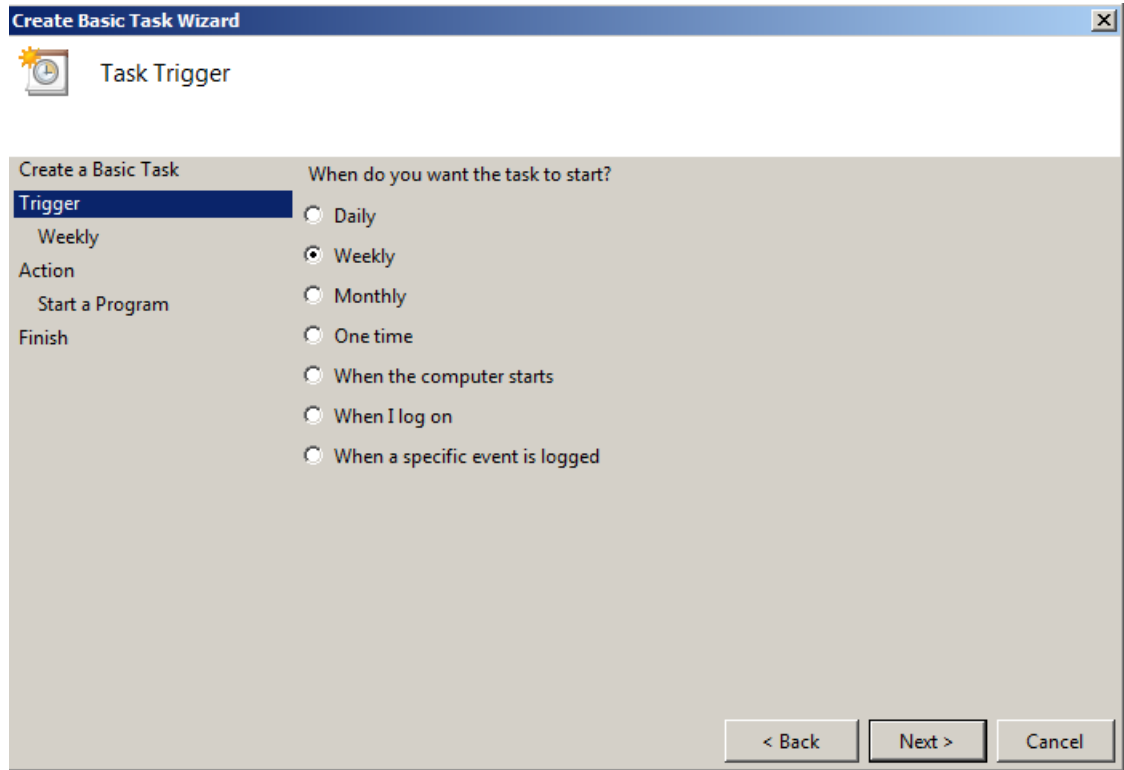 Create Basic Task Wizard
Task Trigger
Create a Basic Task
Trigger
Weekly
Action
Start a Program
Finish
When do you want the task to start?
Daily
Weekly
Monthly
One time
When the computer starts
When I log on
When a specific event is logged
< Back
Next >
Cancel